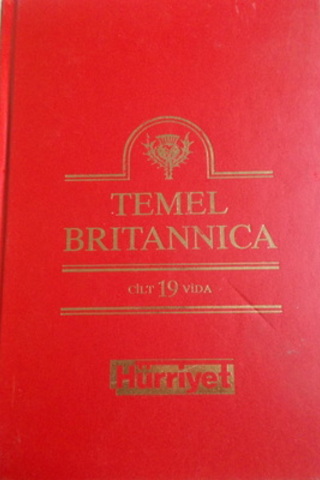 TEMEL
BRITANNICA
CİLT 19 VİDA
Hürriyet